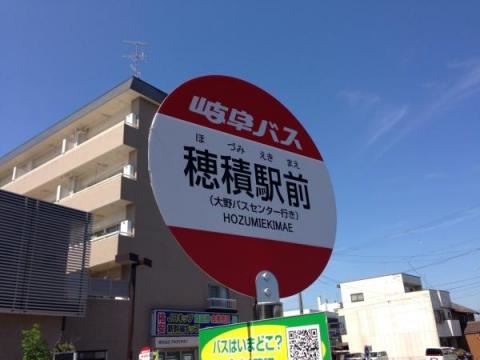 岐阜バス
ほ づみ えき まえ
穂積駅前
(大野バスセンター行き)
HOZUMIEKIMAE
バスはいまどこ?